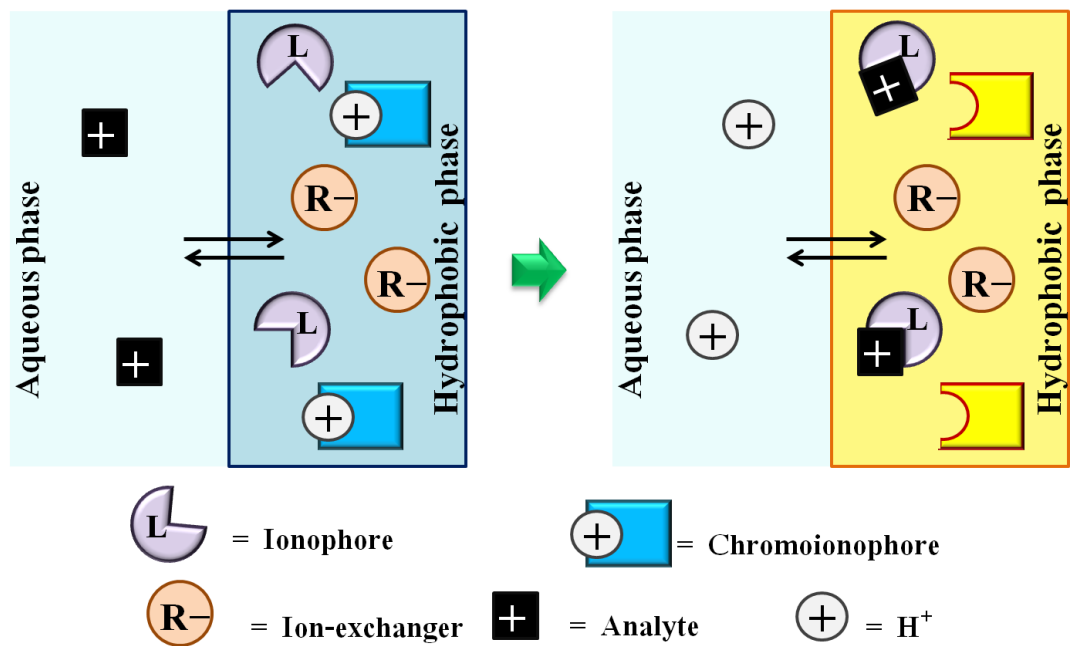 Aqueous phase
L
+
+
R−
R−
L
+
+
+
Hydrophobic phase
Aqueous phase
L
+
+
R−
R−
L
+
+
Hydrophobic phase
L = Ionophore
+ = Chromoionophore
R− = Ion-exchanger
+ = Analyte
+ = H⁺